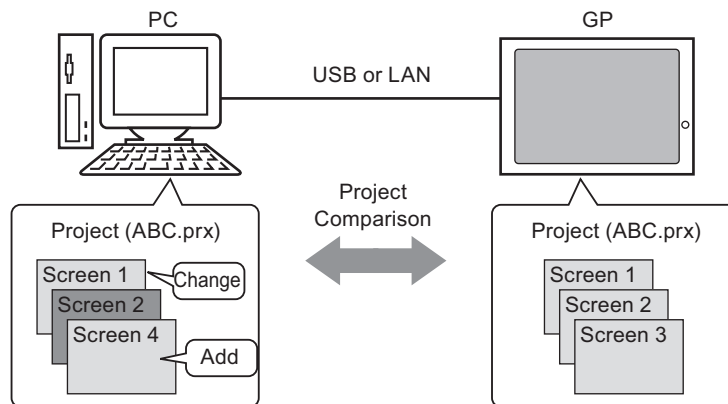 PC
GP
USB or LAN
Project
Comparison
Project (ABC.prx)
Screen 1
Change
Screen 2
Screen 4
Add
Project (ABC.prx)
Screen 1
Screen 2
Screen 3